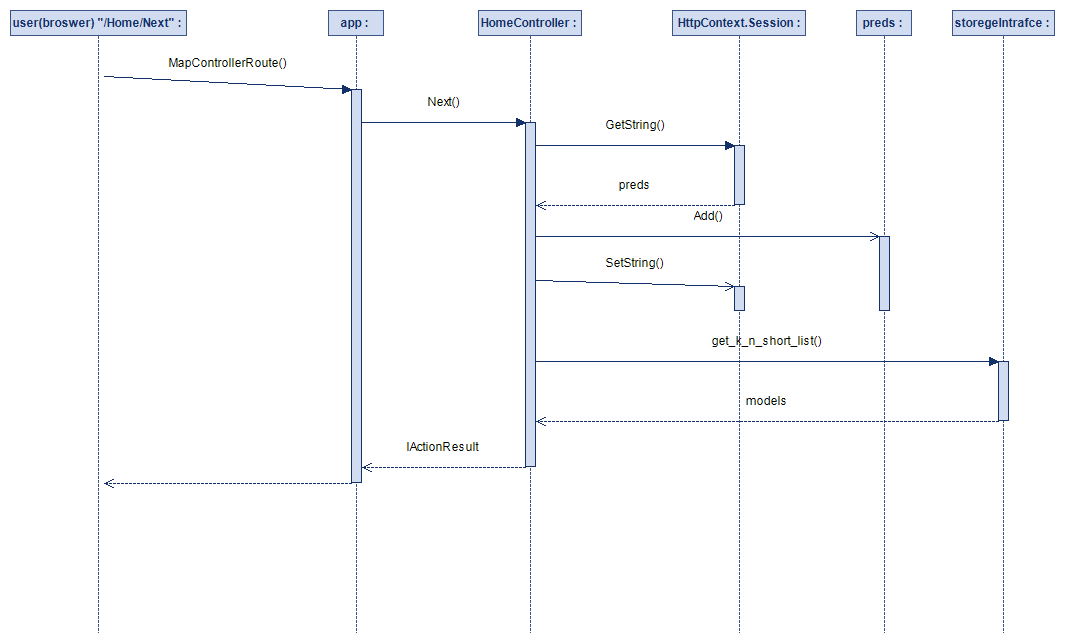 user(broswer) "/Home/Next" :
app :
HomeController :
HttpContext.Session :
preds :
storegeIntrafce :
MapControllerRoute()
Next()
GetString()
preds
Add()
SetString()
get_k_n_short_list()
models
IActionResult